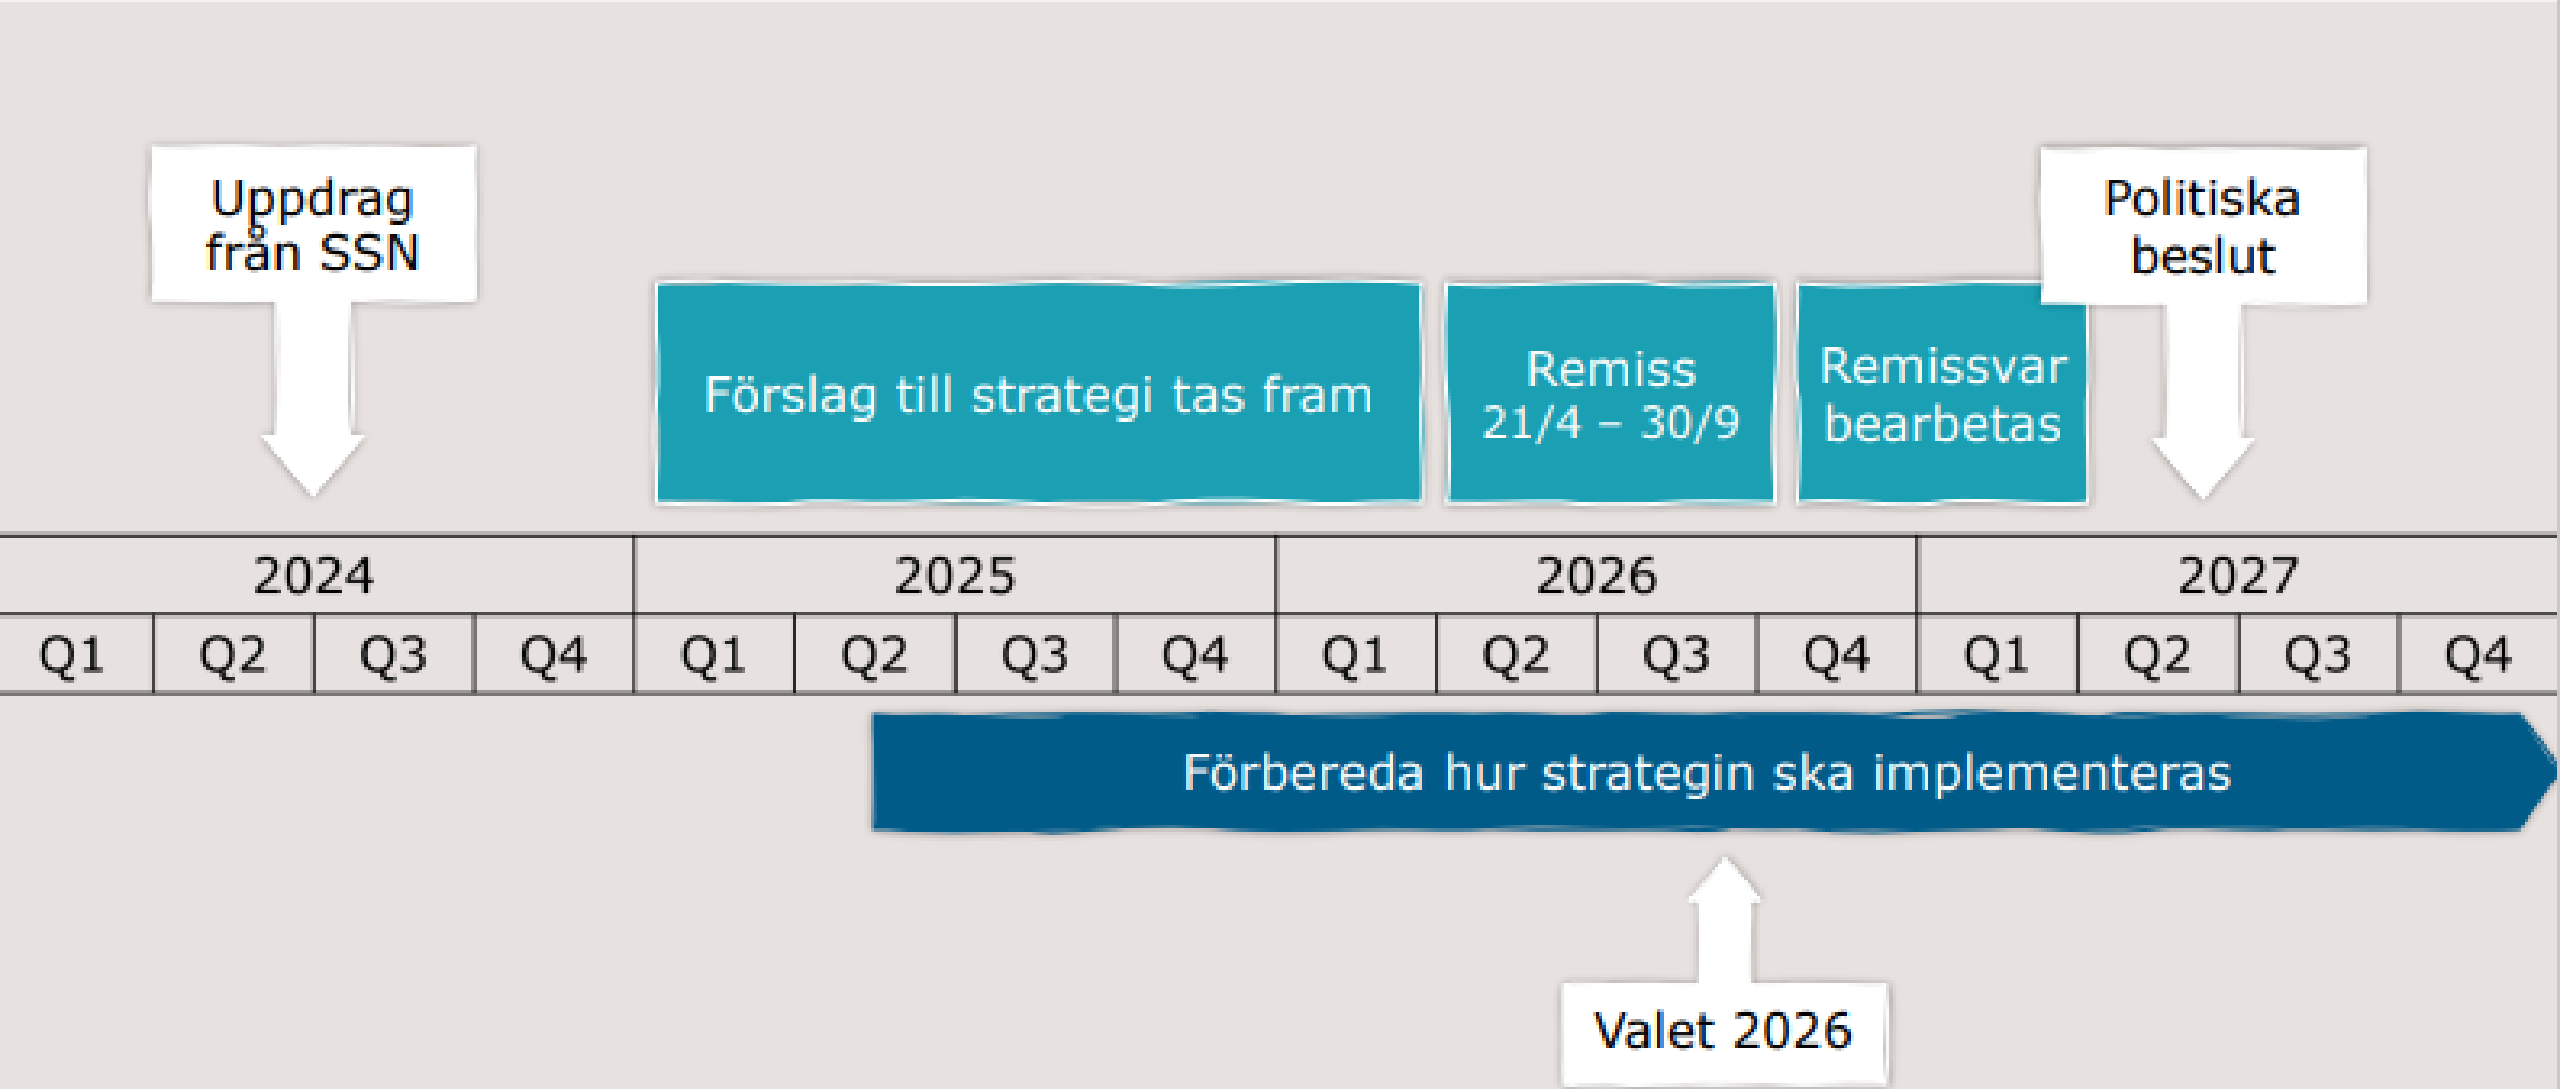 Uppdrag
från SSN
Politiska
beslut
Förslag till strategi tas fram
Remiss
21/4 – 30/9
Remissvar
bearbetas
2024 2025 2026 2027
Q1 Q2 Q3 Q4 Q1 Q2 Q3 Q4 Q1 Q2 Q3 Q4 Q1 Q2 Q3 Q4
Förbereda hur strategin ska implementeras
Valet 2026